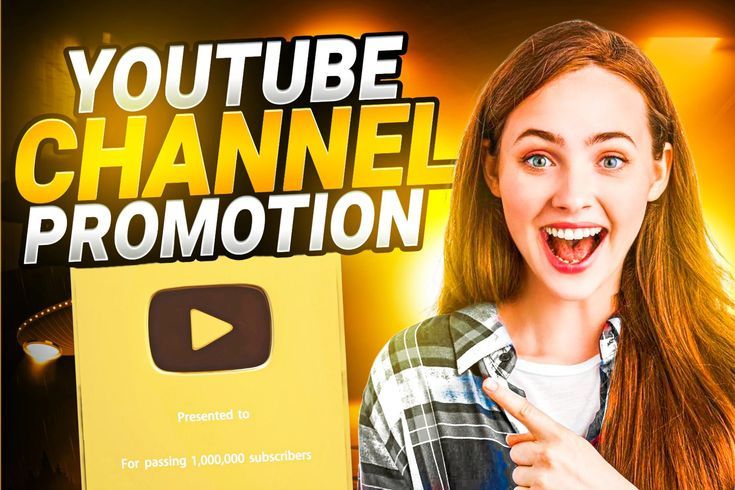 YOUTUBE
CHANNEL
PROMOTION
Presented to
For passing 1,000,000 subscribers